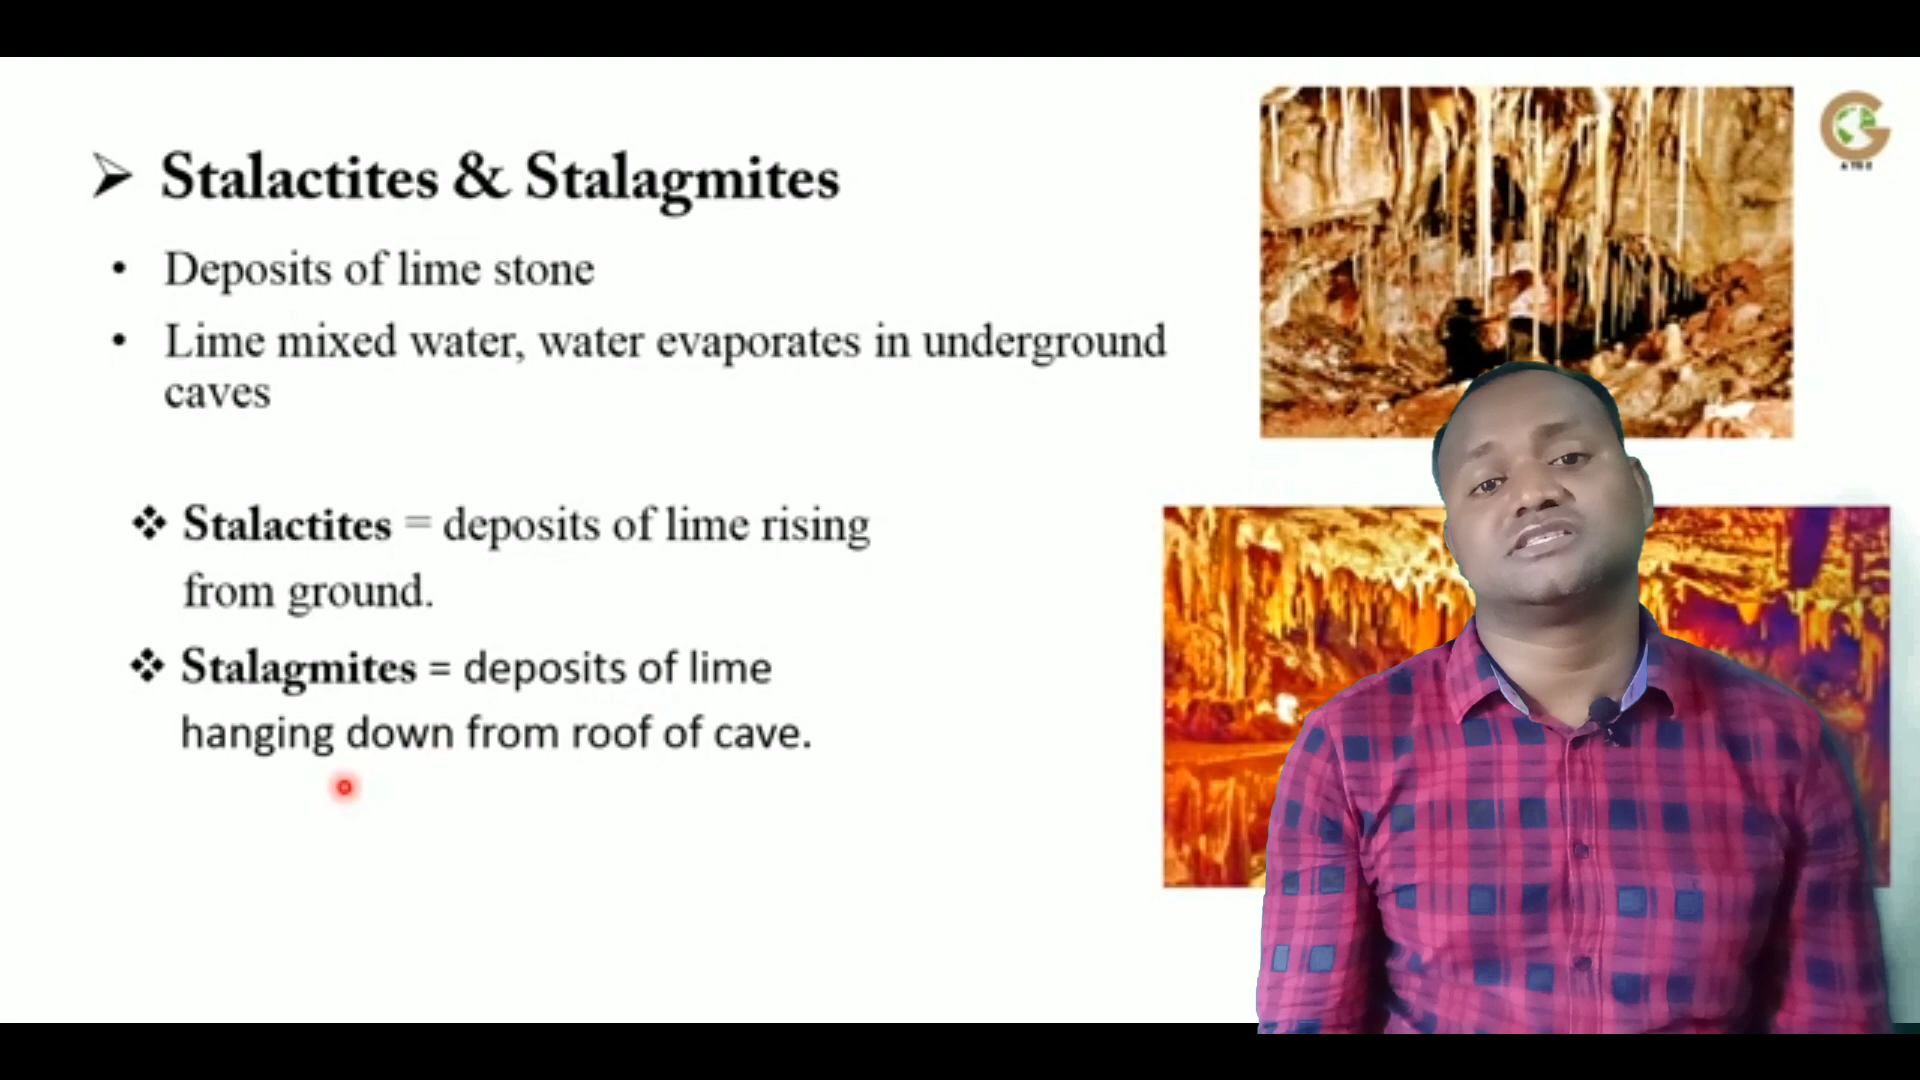 ➢ Stalactites & Stalagmites
• Deposits of lime stone
• Lime mixed water, water evaporates in underground
caves
❖ Stalactites = deposits of lime rising
from ground.
❖ Stalagmites = deposits of lime
hanging down from roof of cave.